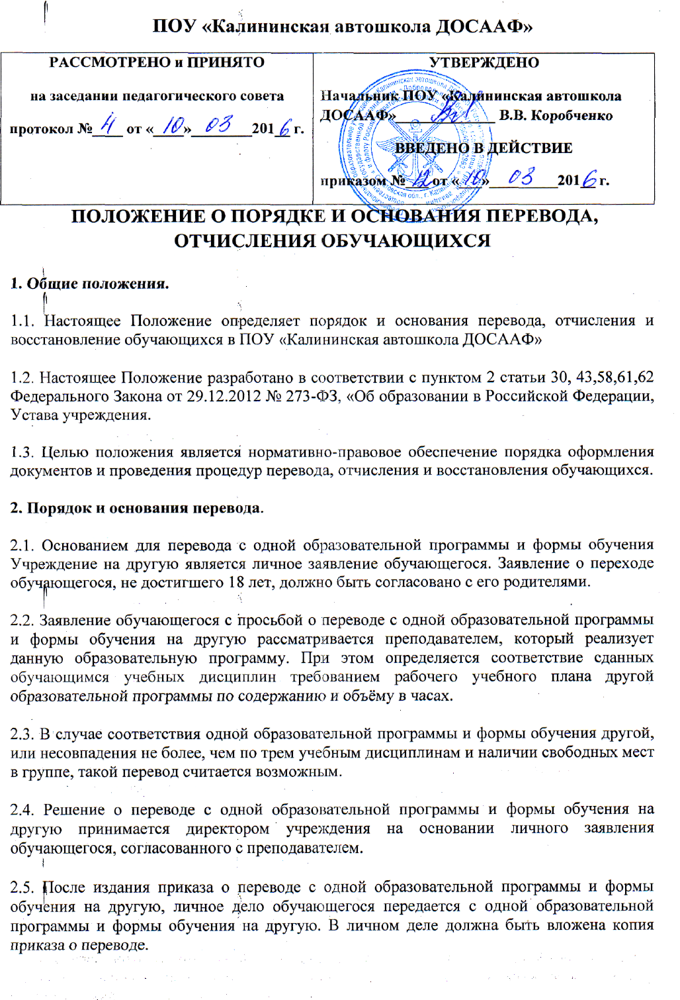 ПОУ «Калининская автошкола ДОСААФ»
РАССМОТРЕНО и ПРИНЯТО
на заседании педагогического совета
протокол № 4 от « 10 » 03 2016 г.
УТВЕРЖДЕНО
Начальник ПОУ «Калининская автошкола
ДОСААФ»____________ В.В. Коробченко
ВВЕДЕНО В ДЕЙСТВИЕ
приказом № 12 от « 10 » 03 2016 г.
ПОЛОЖЕНИЕ О ПОРЯДКЕ И ОСНОВАНИЯ ПЕРЕВОДА,
ОТЧИСЛЕНИЯ ОБУЧАЮЩИХСЯ
1. Общие положения.
1.1. Настоящее Положение определяет порядок и основания перевода, отчисления и
восстановление обучающихся в ПОУ «Калининская автошкола ДОСААФ»
1.2. Настоящее Положение разработано в соответствии с пунктом 2 статьи 30, 43,58,61,62
Федерального Закона от 29.12.2012 № 273-ФЗ, «Об образовании в Российской Федерации,
Устава учреждения.
1.3. Целью положения является нормативно-правовое обеспечение порядка оформления
документов и проведения процедур перевода, отчисления и восстановления обучающихся.
2. Порядок и основания перевода.
2.1. Основанием для перевода с одной образовательной программы и формы обучения
Учреждение на другую является личное заявление обучающегося. Заявление о переходе
обучающегося, не достигшего 18 лет, должно быть согласовано с его родителями.
2.2. Заявление обучающегося с просьбой о переводе с одной образовательной программы
и формы обучения на другую рассматривается преподавателем, который реализует
данную образовательную программу. При этом определяется соответствие сданных
обучающимся учебных дисциплин требованием рабочего учебного плана другой
образовательной программы по содержанию и объёму в часах.
2.3. В случае соответствия одной образовательной программы и формы обучения другой,
или несовпадения не более, чем по трем учебным дисциплинам и наличии свободных мест
в группе, такой перевод считается возможным.
2.4. Решение о переводе с одной образовательной программы и формы обучения на
другую принимается директором учреждения на основании личного заявления
обучающегося, согласованного с преподавателем.
2.5. После издания приказа о переводе с одной образовательной программы и формы
обучения на другую, личное дело обучающегося передается с одной образовательной
программы и формы обучения на другую. В личном деле должна быть вложена копия
приказа о переводе.